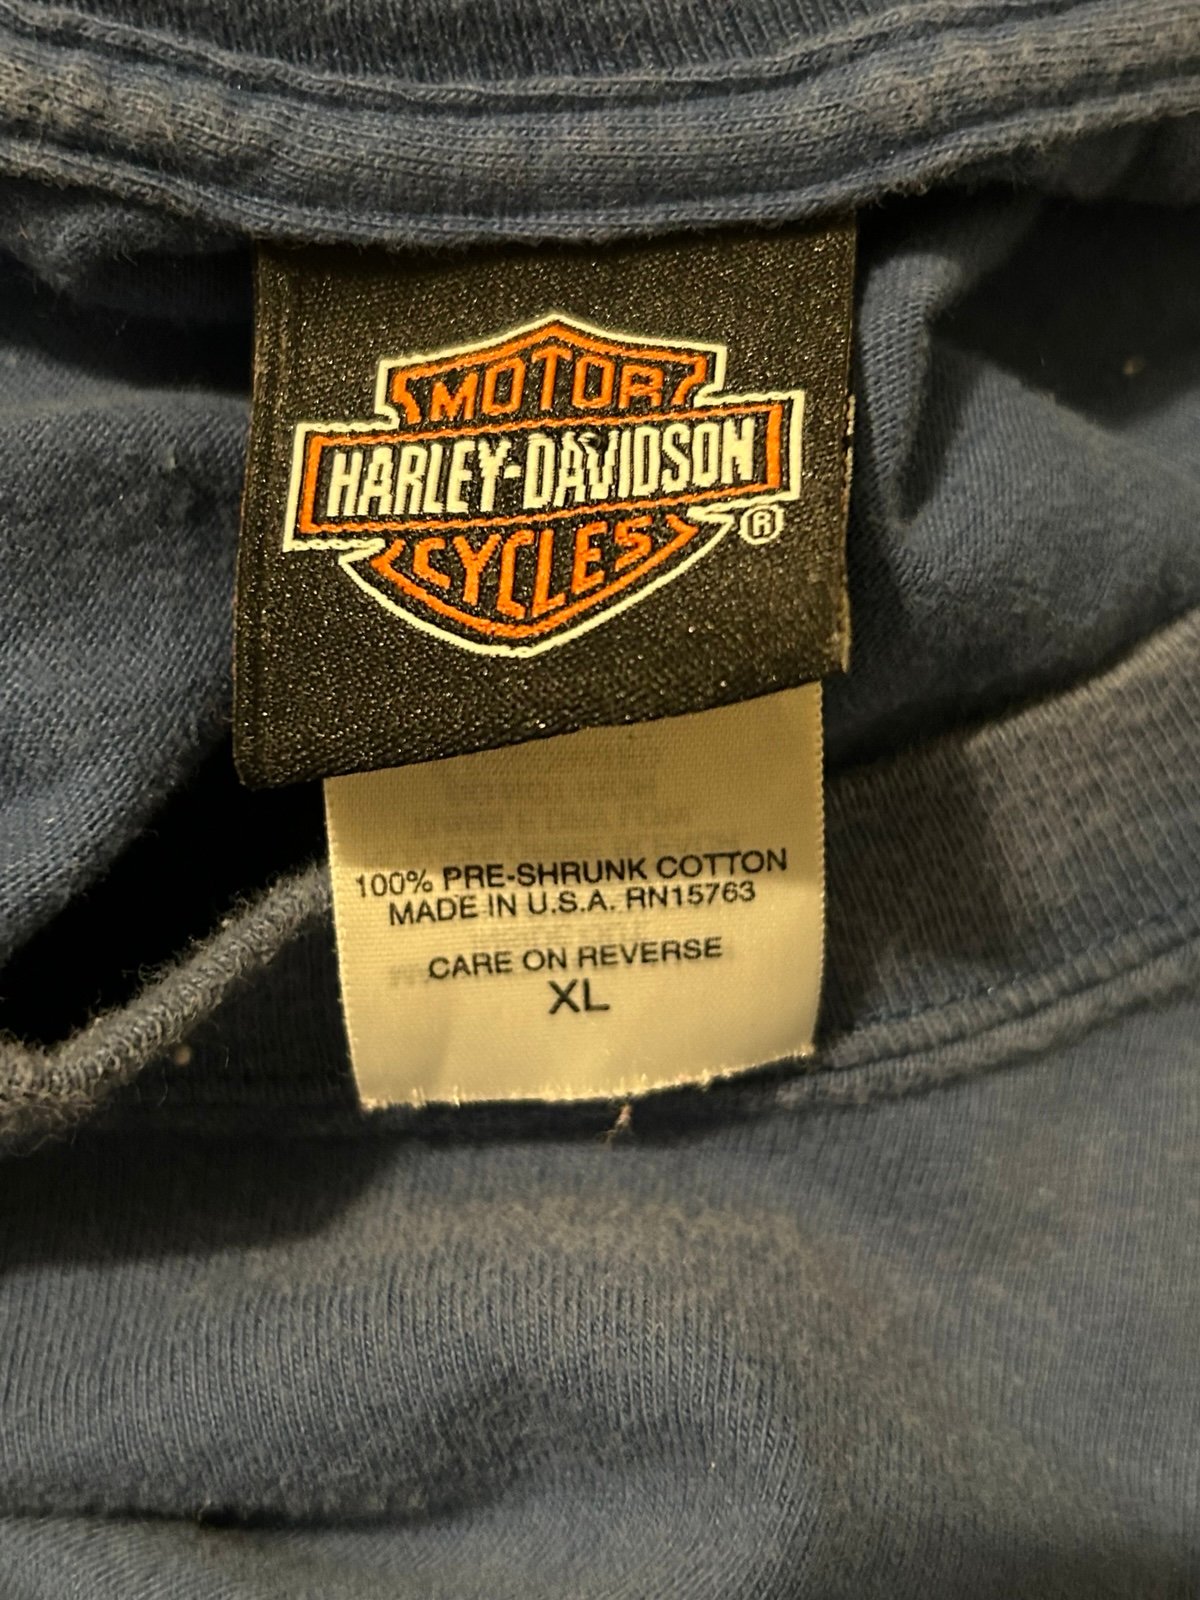 MOTOR
HARLEY-DAVIDSON
CYCLES
®
100% PRE-SHRUNK COTTON
MADE IN U.S.A. RN15763
CARE ON REVERSE
XL